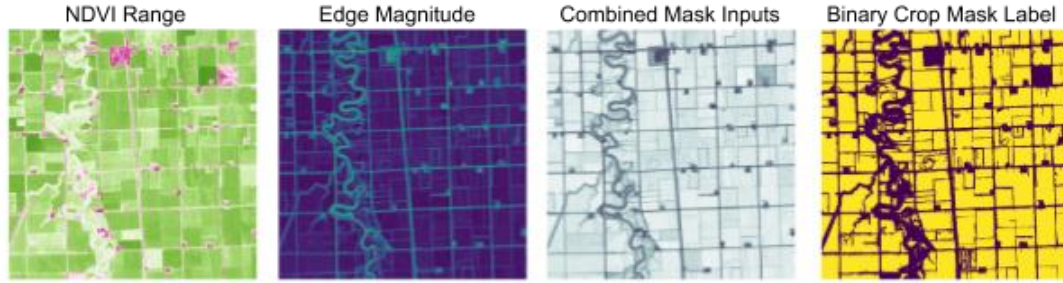 NDVI Range
Edge Magnitude
Combined Mask Inputs
Binary Crop Mask Label